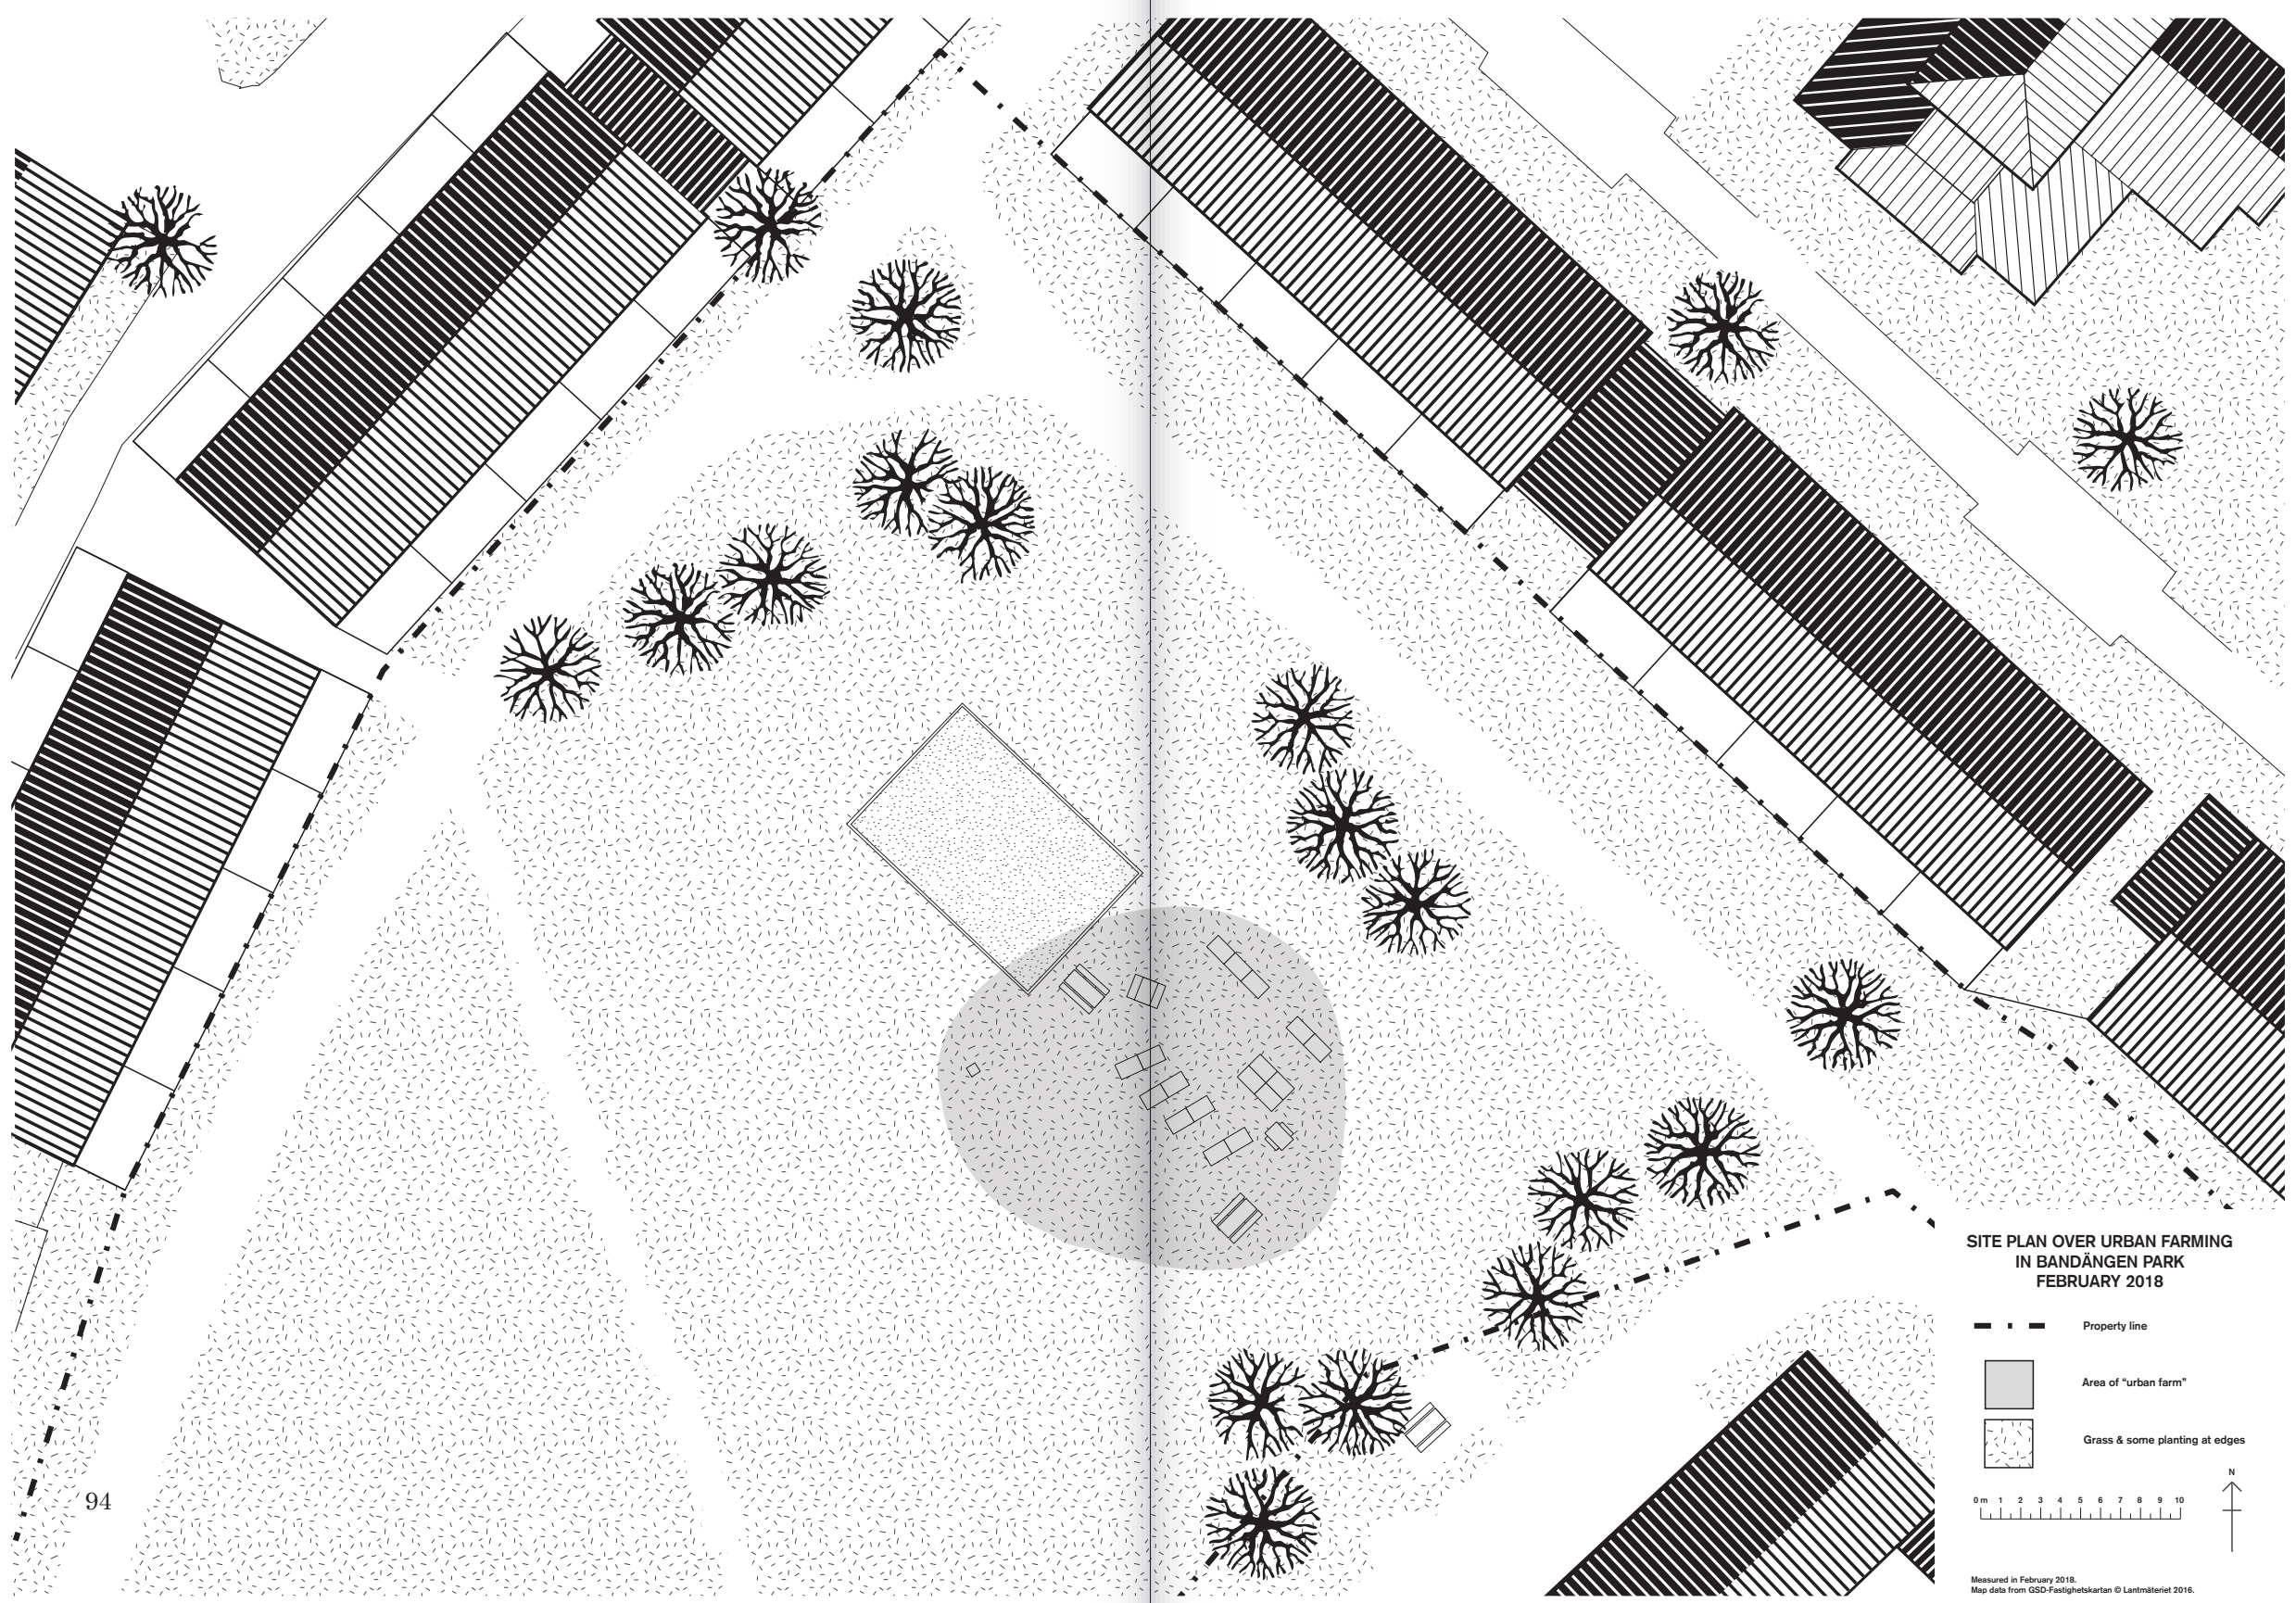 SITE PLAN OVER URBAN FARMING
IN BANDÄNGEN PARK
FEBRUARY 2018
Property line
Area of “urban farm”
Grass & some planting at edges
N
0 m 1 2 3 4 5 6 7 8 9 10
Measured in February 2018.
Map data from GSD-Fastighetskartan © Lantmäteriet 2016.
94